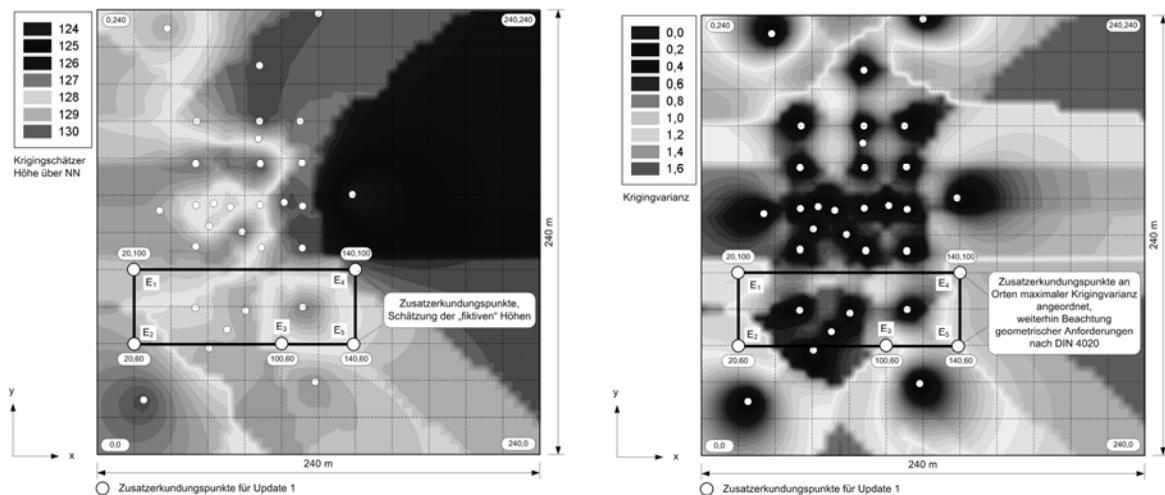 0,240
240,240
124
125
126
127
128
129
130
Krigingschätzer
Höhe über NN
20,100
140,100
E1
E4
E2
E3
E5
20,60
100,60
140,60
Zusatzerkundungspunkte,
Schätzung der „fiktiven“ Höhen
240 m
y
x
0,0
240,0
240 m
Zusatzerkundungspunkte für Update 1
0,240
240,240
0,0
0,2
0,4
0,6
0,8
1,0
1,2
1,4
1,6
Krigingvarianz
20,100
140,100
E1
E4
E2
E3
E5
20,60
100,60
140,60
Zusatzerkundungspunkte an
Orten maximaler Krigingvarianz
angeordnet,
weiterhin Beachtung
geometrischer Anforderungen
nach DIN 4020
240 m
y
x
0,0
240,0
240 m
Zusatzerkundungspunkte für Update 1